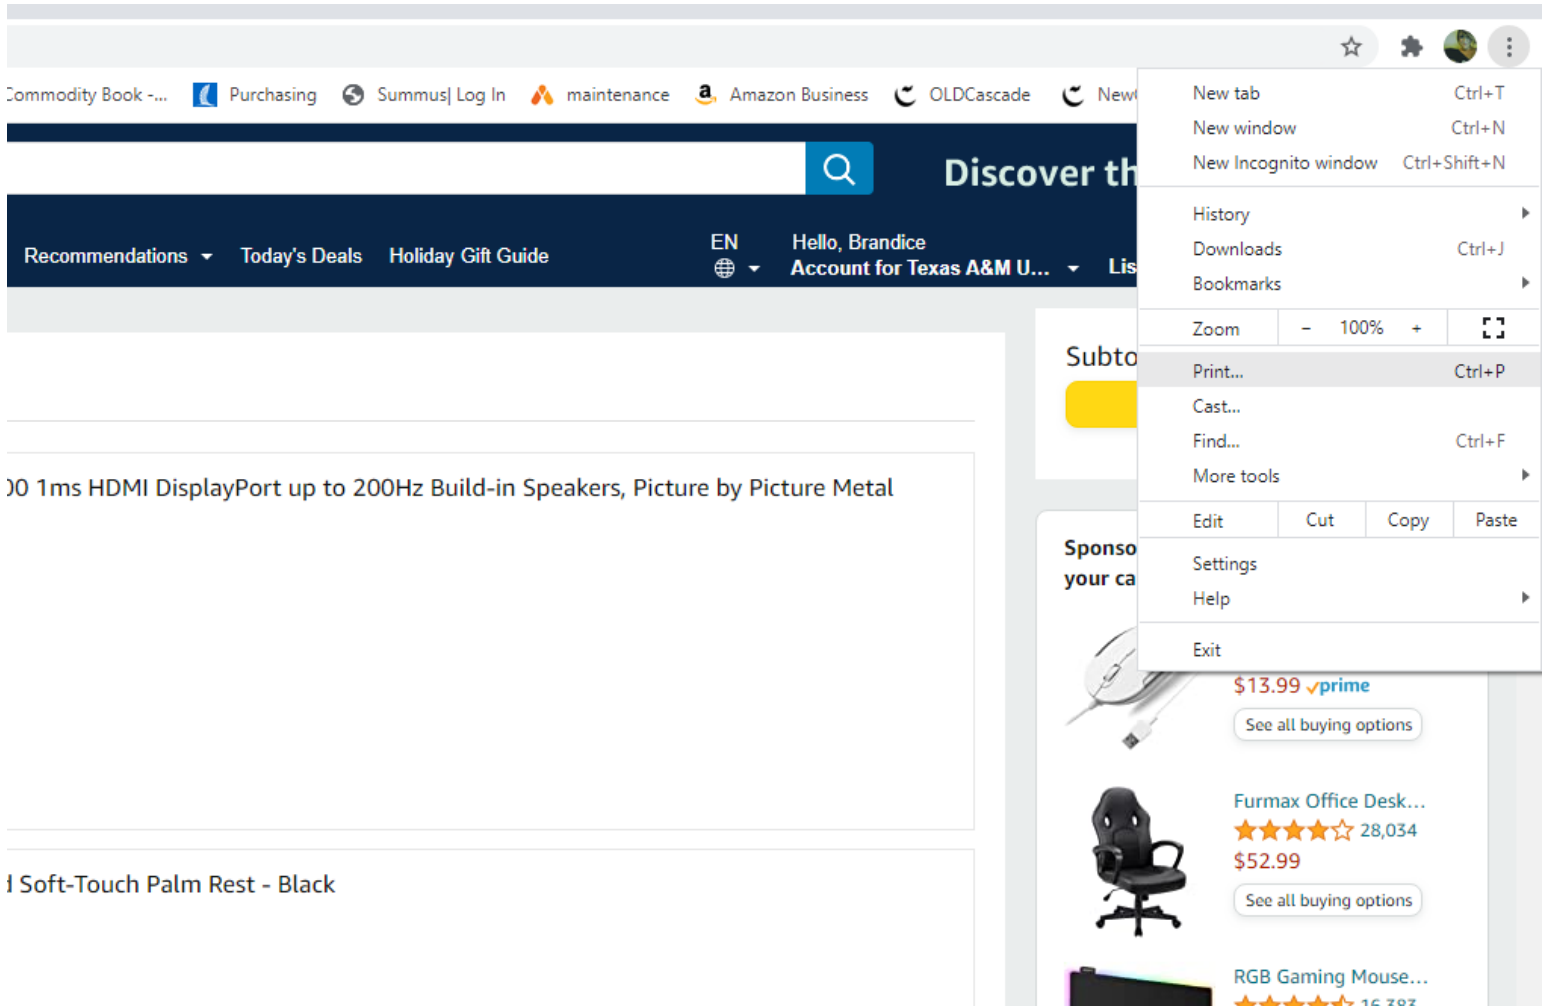 Commodity Book -...
Purchasing
Summus| Log In
maintenance
Amazon Business
OLDCascade
New
Discover th
Recommendations
Today's Deals
Holiday Gift Guide
EN
Hello, Brandice
Account for Texas A&M U...
Lis
Subto
00 1ms HDMI DisplayPort up to 200Hz Build-in Speakers, Picture by Picture Metal
d Soft-Touch Palm Rest - Black
New tab Ctrl+T
New window Ctrl+N
New Incognito window Ctrl+Shift+N
History
Downloads Ctrl+J
Bookmarks
Zoom - 100% +
Print... Ctrl+P
Cast...
Find... Ctrl+F
More tools
Edit Cut Copy Paste
Settings
Help
Exit
Sponso
your ca
$13.99 prime
See all buying options
Furmax Office Desk...
28,034
$52.99
See all buying options
RGB Gaming Mouse...
16,383